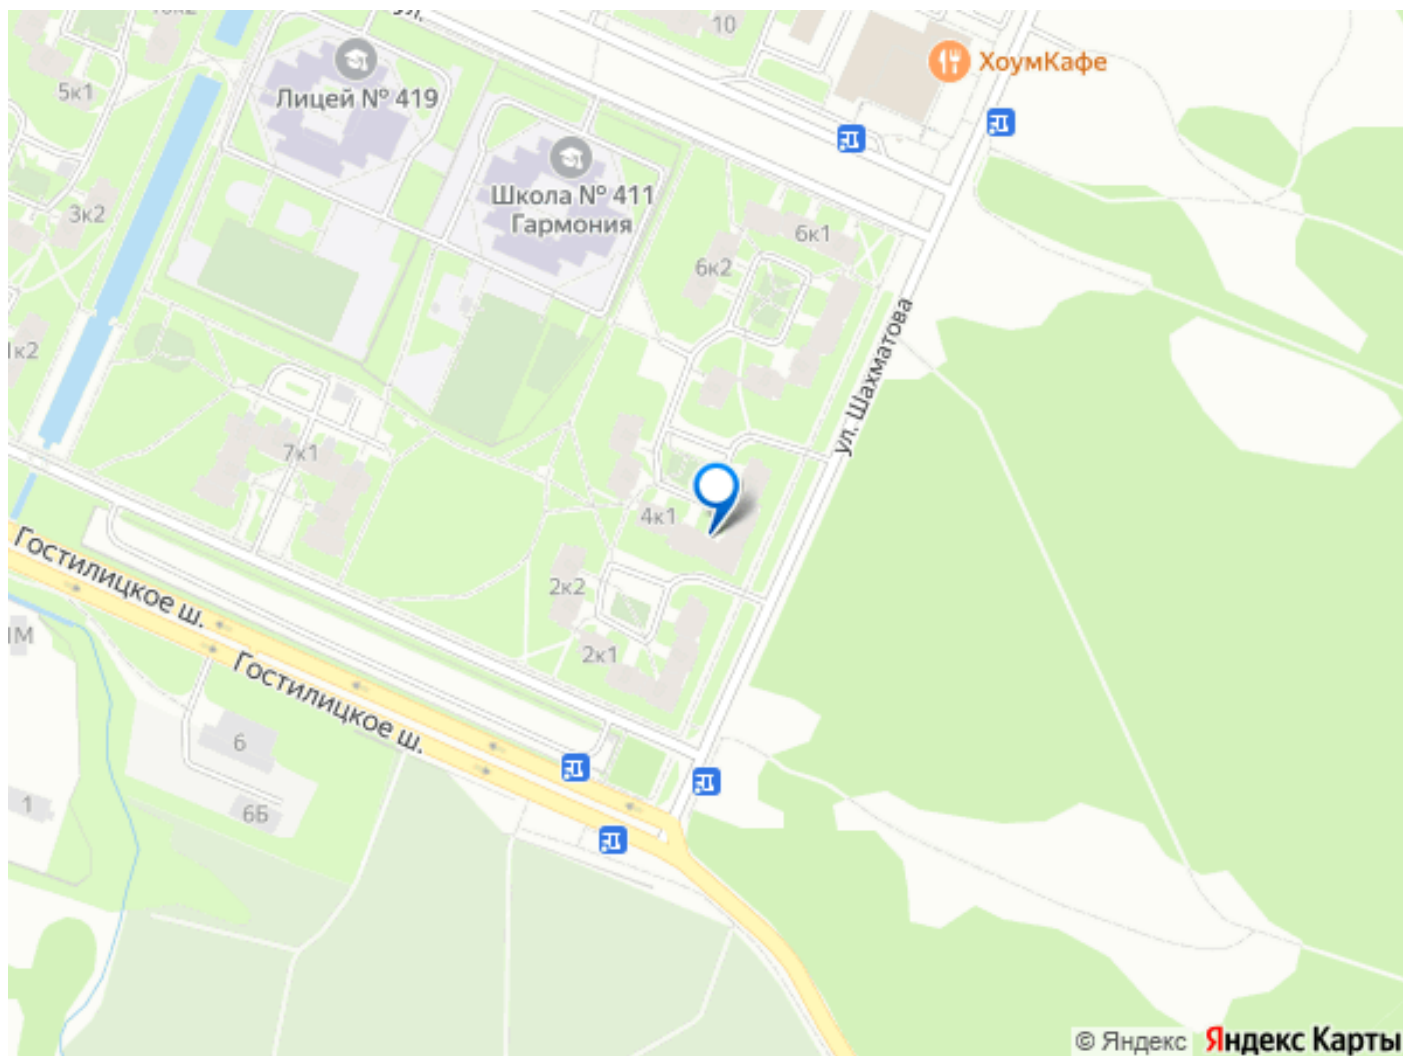 10
ХоумКафе
5к1
Лицей № 419
Школа № 411
Гармония
3к2
6к1
6к2
ул. Шахматова
1к2
7к1
4к1
Гостилицкое ш.
2к2
2к1
Гостилицкое ш.
6
1
6Б
© Яндекс
Яндекс Карты